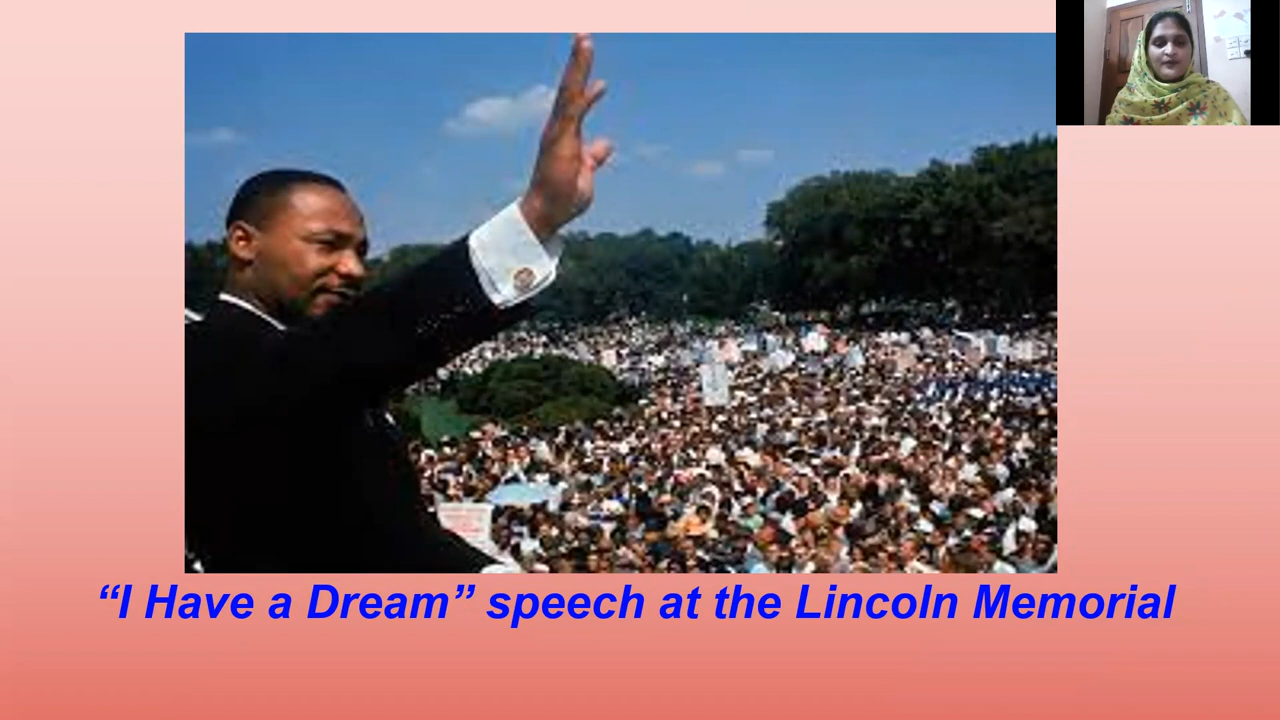 “I Have a Dream” speech at the Lincoln Memorial